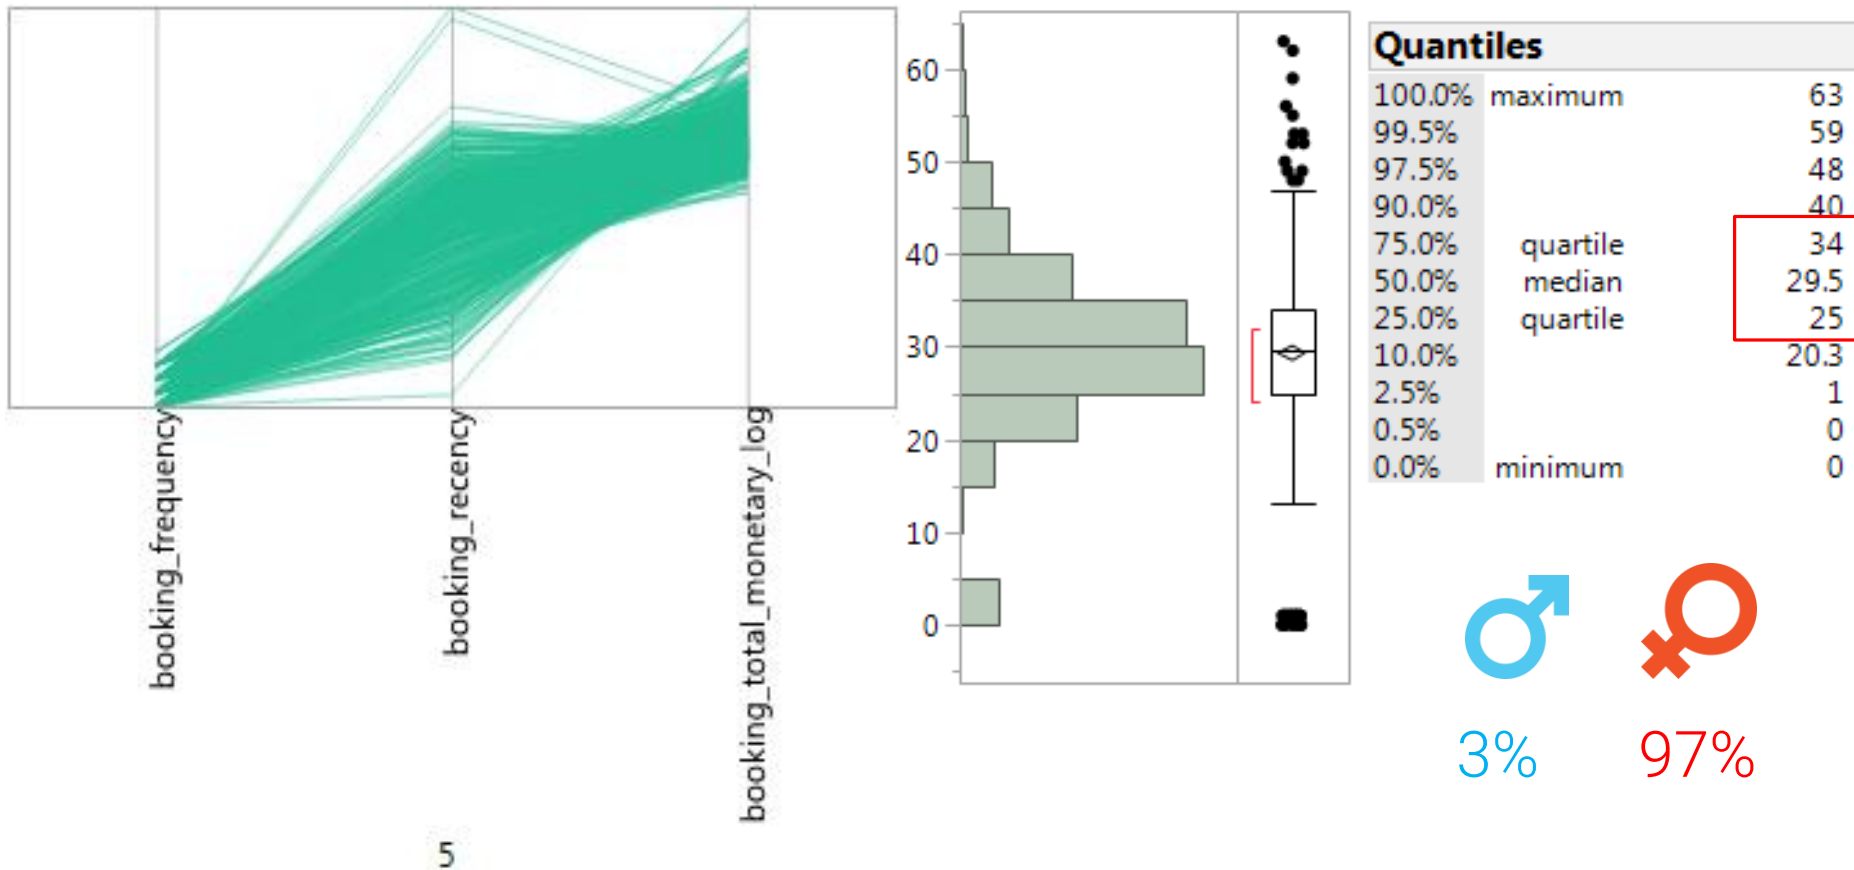 booking_frequency
booking_recency
booking_total_monetary_log
5
60
50
40
30
20
10
0
Quantiles
100.0% maximum 63
99.5% 59
97.5% 48
90.0% 40
75.0% quartile 34
50.0% median 29.5
25.0% quartile 25
10.0% 20.3
2.5% 1
0.5% 0
0.0% minimum 0
3% 97%